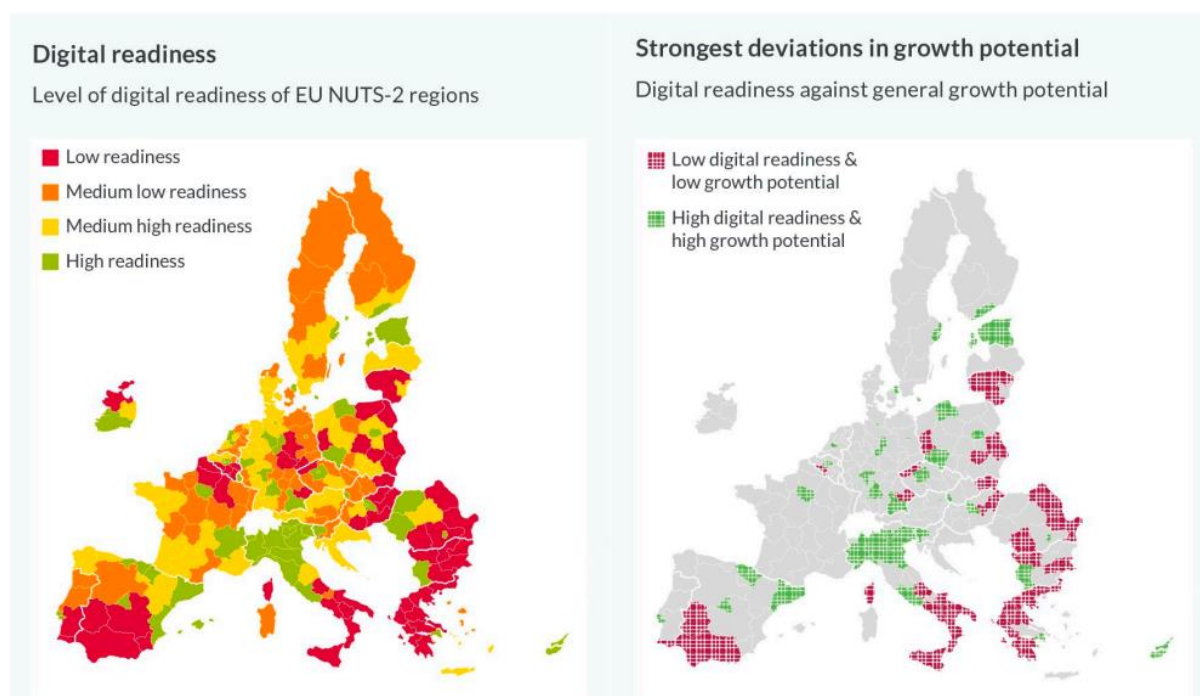 Digital readiness
Level of digital readiness of EU NUTS-2 regions
Low readiness
Medium low readiness
Medium high readiness
High readiness
Strongest deviations in growth potential
Digital readiness against general growth potential
Low digital readiness &
low growth potential
High digital readiness &
high growth potential